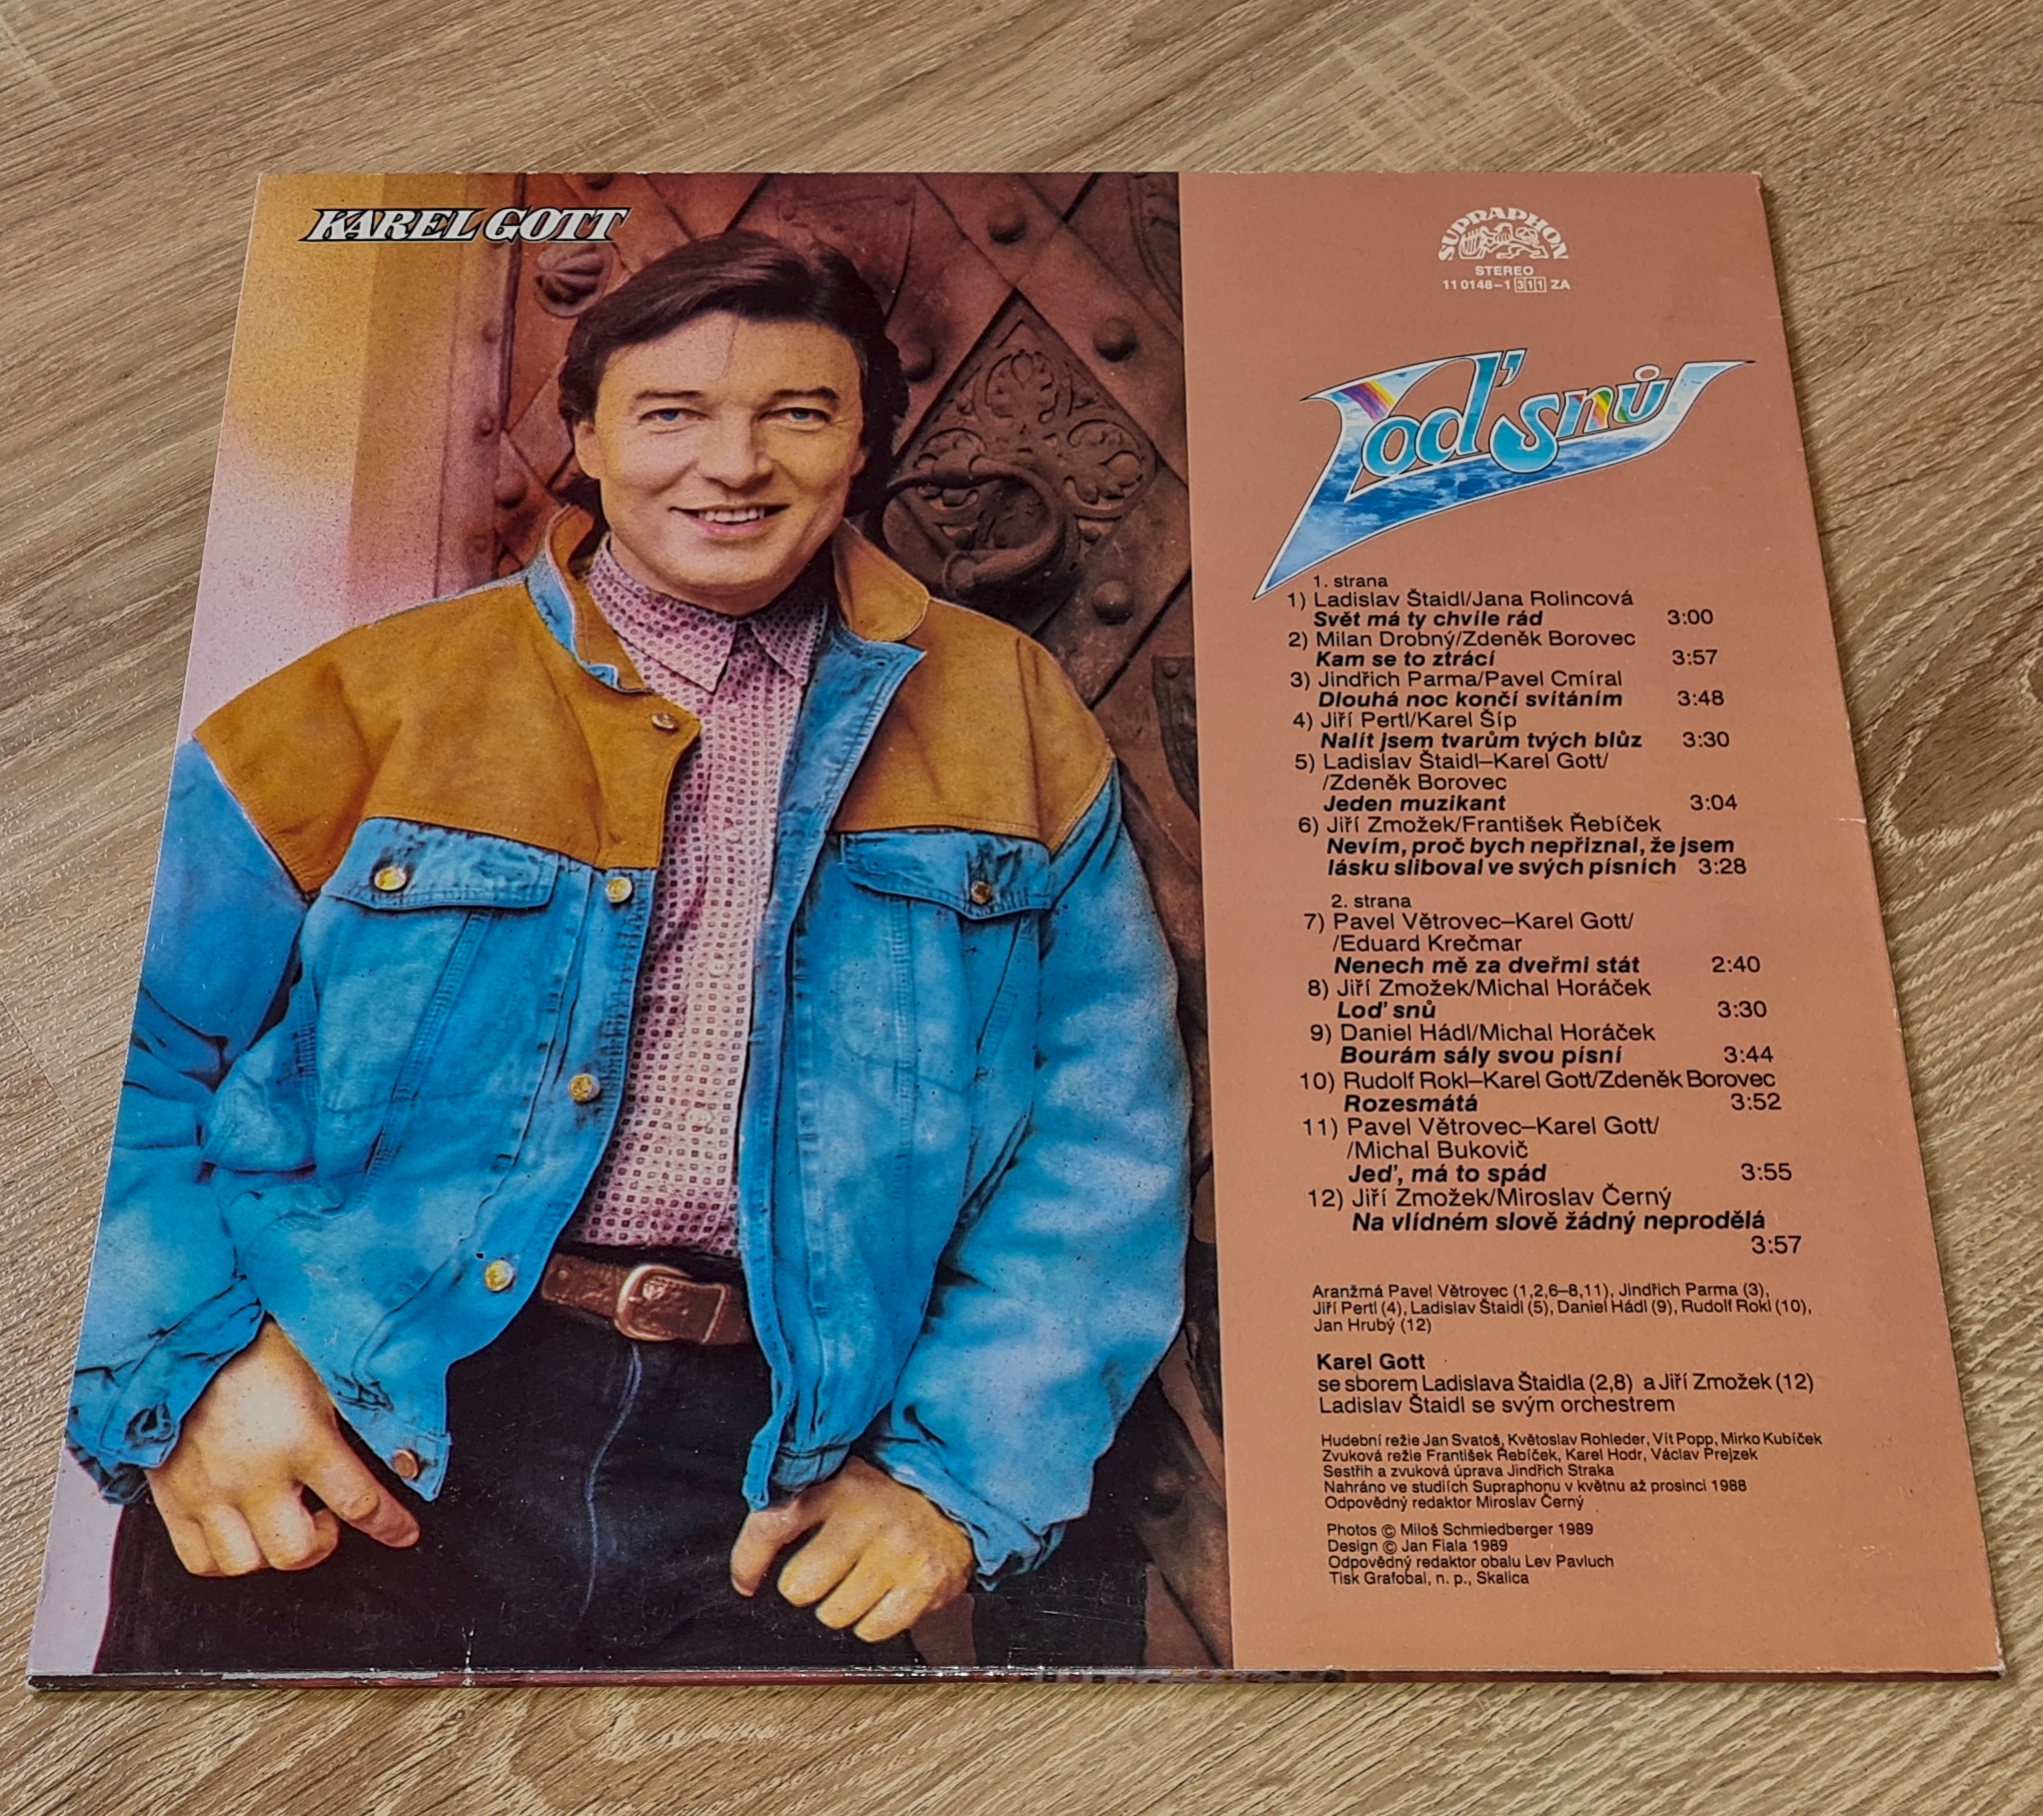 KAREL GOTT
SUPRAPHON
STEREO
11 0148-1 311 ZA
Loď snů
1. strana
1) Ladislav Štaidl/Jana Rolincová
Svět má ty chvíle rád 3:00
2) Milan Drobný/Zdeněk Borovec
Kam se to ztrácí 3:57
3) Jindřich Parma/Pavel Cmíral
Dlouhá noc končí svítáním 3:48
4) Jiří Pertl/Karel Šíp
Nalít jsem tvarům tvých blůz 3:30
5) Ladislav Štaidl–Karel Gott/
/Zdeněk Borovec
Jeden muzikant 3:04
6) Jiří Zmožek/František Řebíček
Nevím, proč bych nepřiznal, že jsem
lásku sliboval ve svých písních 3:28
2. strana
7) Pavel Větrovec–Karel Gott/
/Eduard Krečmar
Nenech mě za dveřmi stát 2:40
8) Jiří Zmožek/Michal Horáček
Loď snů 3:30
9) Daniel Hádl/Michal Horáček
Bourám sály svou písní 3:44
10) Rudolf Rokl–Karel Gott/Zdeněk Borovec
Rozesmátá 3:52
11) Pavel Větrovec–Karel Gott/
/Michal Bukovič
Jeď, má to spád 3:55
12) Jiří Zmožek/Miroslav Černý
Na vlídném slově žádný neprodělá
3:57
Aranžmá Pavel Větrovec (1,2,6–8,11), Jindřich Parma (3),
Jiří Pertl (4), Ladislav Štaidl (5), Daniel Hádl (9), Rudolf Rokl (10),
Jan Hrubý (12)
Karel Gott
se sborem Ladislava Štaidla (2,8) a Jiří Zmožek (12)
Ladislav Štaidl se svým orchestrem
Hudební režie Jan Svatoš, Květoslav Rohleder, Vít Popp, Mirko Kubíček
Zvuková režie František Řebíček, Karel Hodr, Václav Prejzek
Sestřih a zvuková úprava Jindřich Straka
Nahráno ve studiích Supraphonu v květnu až prosinci 1988
Odpovědný redaktor Miroslav Černý
Photos © Miloš Schmiedberger 1989
Design © Jan Fiala 1989
Odpovědný redaktor obalu Lev Pavluch
Tisk Grafobal, n. p., Skalica